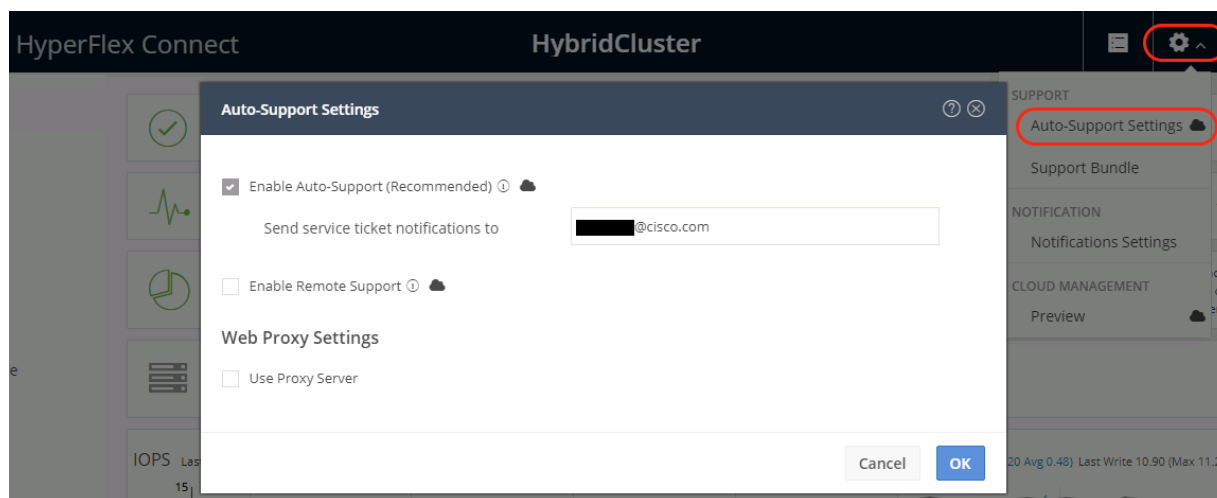 HyperFlex Connect
HybridCluster
Auto-Support Settings
Enable Auto-Support (Recommended)
Send service ticket notifications to
@cisco.com
Enable Remote Support
Web Proxy Settings
Use Proxy Server
Cancel
OK
SUPPORT
Auto-Support Settings
Support Bundle
NOTIFICATION
Notifications Settings
CLOUD MANAGEMENT
Preview
e
IOPS Las
15
20 Avg 0.48) Last Write 10.90 (Max 11.2